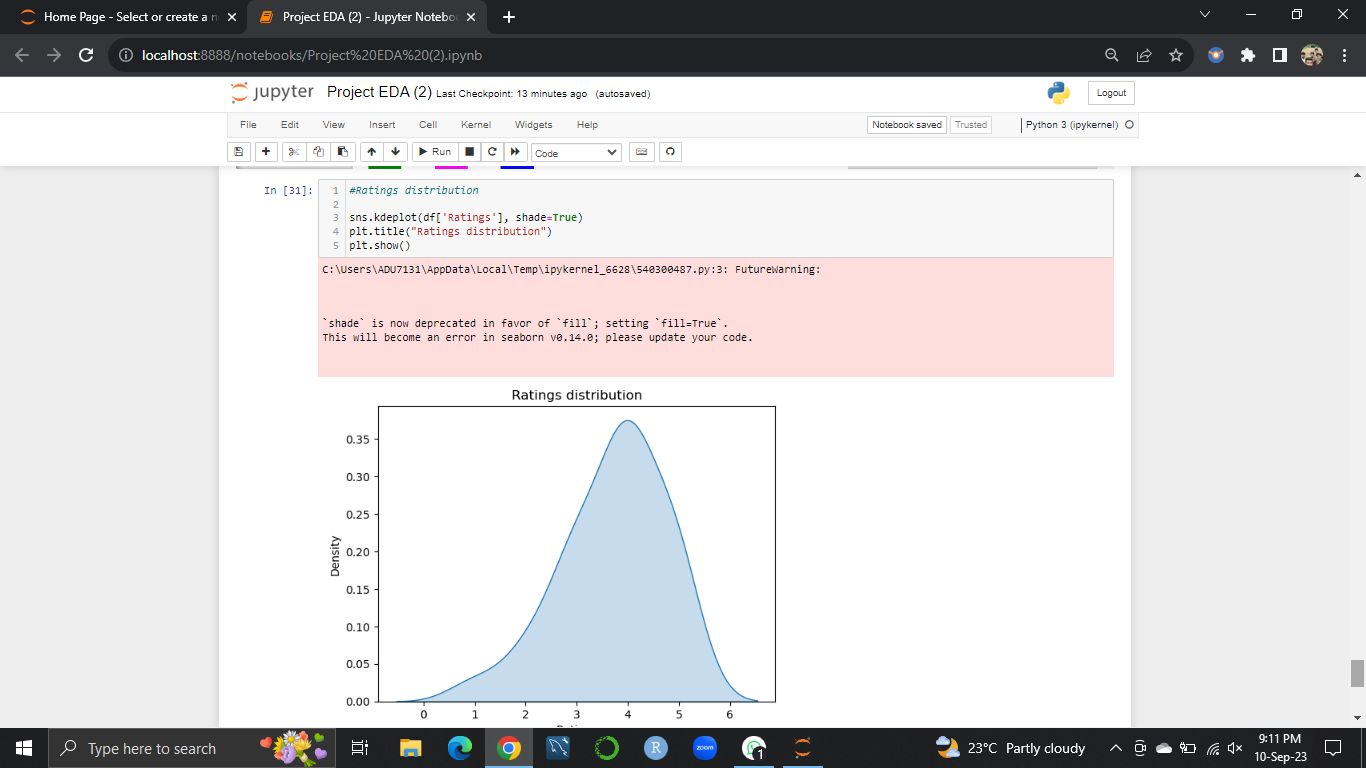 Home Page - Select or create a n
Project EDA (2) - Jupyter Notebo
localhost:8888/notebooks/Project%20EDA%20(2).ipynb
jupyter Project EDA (2) Last Checkpoint: 13 minutes ago (autosaved)
Logout
File Edit View Insert Cell Kernel Widgets Help
Notebook saved Trusted Python 3 (ipykernel)
Run Code
In [31]:
1 #Ratings distribution
2
3 sns.kdeplot(df['Ratings'], shade=True)
4 plt.title("Ratings distribution")
5 plt.show()
C:\Users\ADU7131\AppData\Local\Temp\ipykernel_6628\540300487.py:3: FutureWarning:
`shade` is now deprecated in favor of `fill`; setting `fill=True`.
This will become an error in seaborn v0.14.0; please update your code.
Ratings distribution
0.35
0.30
0.25
0.20
0.15
0.10
0.05
0.00
Density
0 1 2 3 4 5 6
Type here to search
R
zoom
1
23°C Partly cloudy
9:11 PM
10-Sep-23